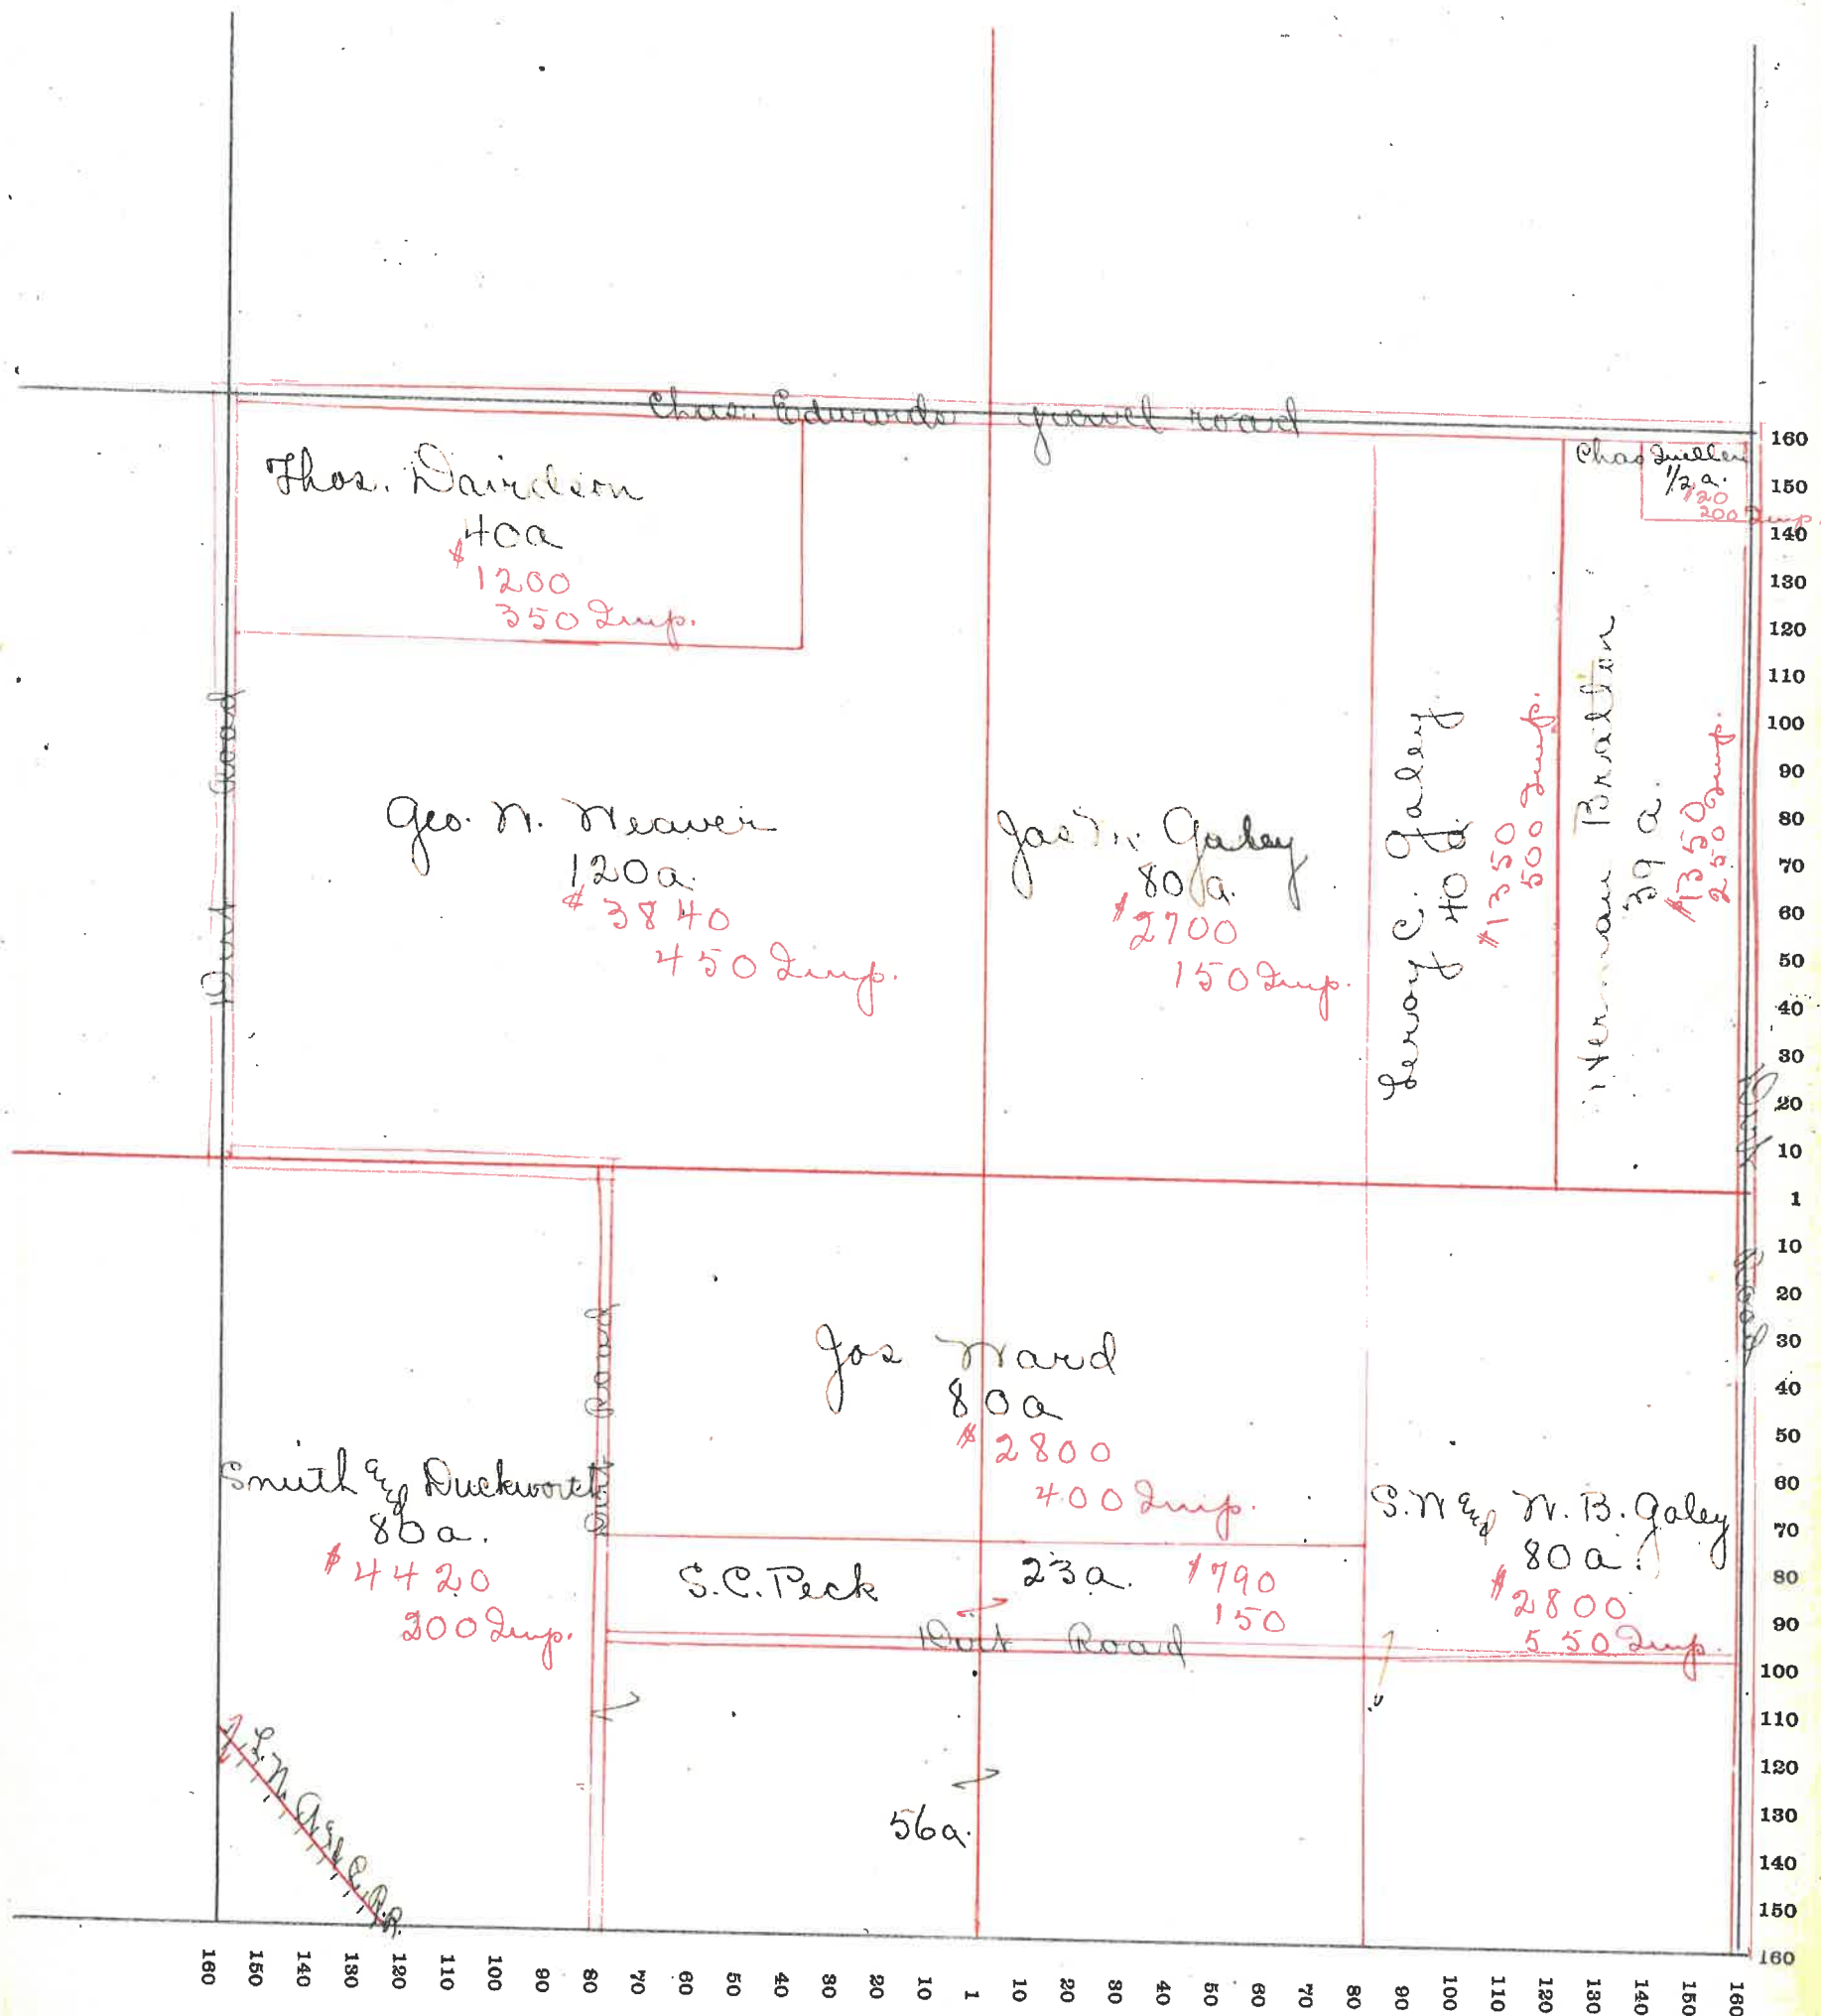 Chas. Edwards gravel road
Thos. Davidson
40a
$1200
350 Imp.
Chas Quillen
1/2 a.
$20
200 Imp.
Dirt Road
Geo. W. Weaver
120a.
$3840
450 Imp.
Jas M. Galey
80 a.
$2700
150 Imp.
Leroy C. Galey
40 a.
$1350
500 Imp.
Herman Bratton
39 a.
$1350
250 Imp.
Dirt Road
Jos Ward
80a
$2800
400 Imp.
Dirt Road
Smith & Duckworth
80a.
$4420
200 Imp.
S.C. Peck 23a. $790
150
S.W & W.B. Galey
80a.
$2800
550 Imp.
Dirt Road
56a.
L. N. A. & C. R.R.
160
150
140
130
120
110
100
90
80
70
60
50
40
30
20
10
1
10
20
30
40
50
60
70
80
90
100
110
120
130
140
150
160
160 150 140 130 120 110 100 90 80 70 60 50 40 30 20 10 1 10 20 30 40 50 60 70 80 90 100 110 120 130 140 150 160